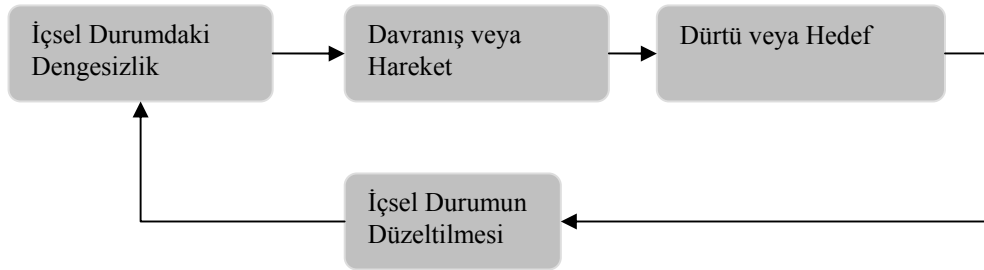 İçsel Durumdaki
Dengesizlik
Davranış veya
Hareket
Dürtü veya Hedef
İçsel Durumun
Düzeltilmesi